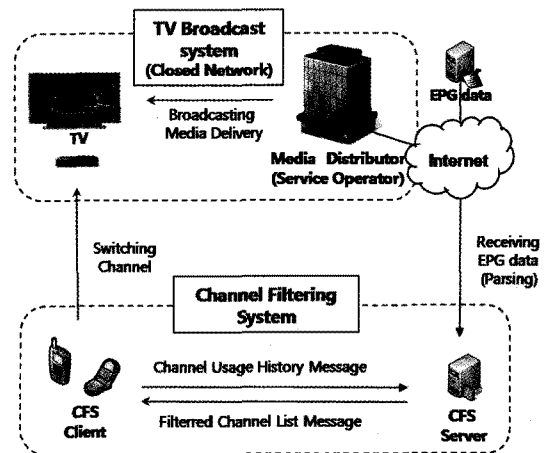 TV Broadcast
system
(Closed Network)
EPG data
TV
Broadcasting
Media Delivery
Media Distributor
(Service Operator)
Internet
Switching
Channel
Receiving
EPG data
(Parsing)
Channel Filtering
System
Channel Usage History Message
CFS
Client
Filterred Channel List Message
CFS
Server